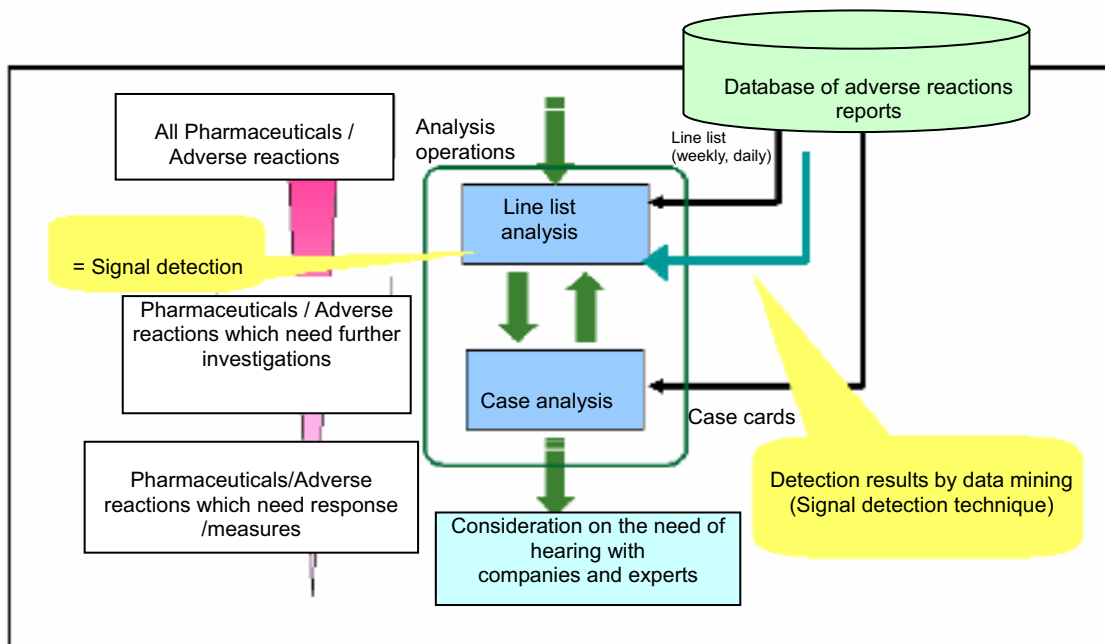 Database of adverse reactions
reports
All Pharmaceuticals /
Adverse reactions
Analysis
operations
Line list
(weekly, daily)
Line list
analysis
= Signal detection
Pharmaceuticals / Adverse
reactions which need further
investigations
Case analysis
Case cards
Pharmaceuticals/Adverse
reactions which need response
/measures
Detection results by data mining
(Signal detection technique)
Consideration on the need of
hearing with
companies and experts